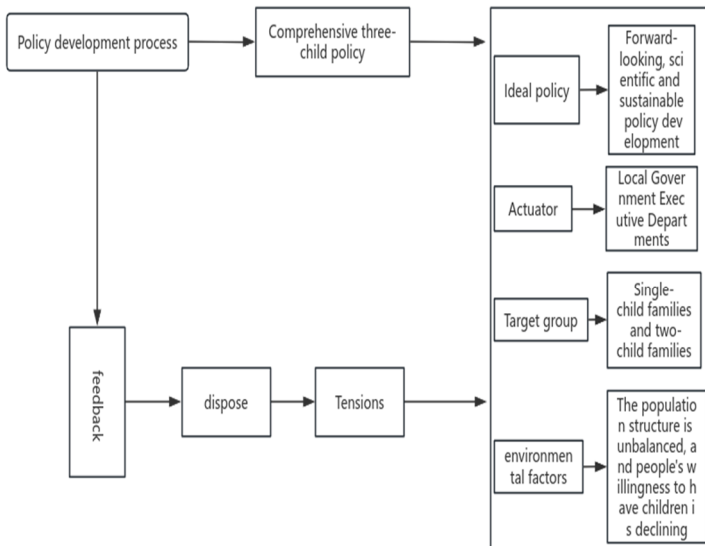 Policy development process
Comprehensive three-
child policy
Ideal policy
Forward-
looking, sci
entific and
sustainable
policy dev
elopment
Actuator
Local Gover
nment Exec
utive Depart
ments
Target group
Single-
child families
and two-
child families
feedback
dispose
Tensions
environmen
tal factors
The populatio
n structure is
unbalanced, a
nd people's w
illingness to h
ave children i
s declining